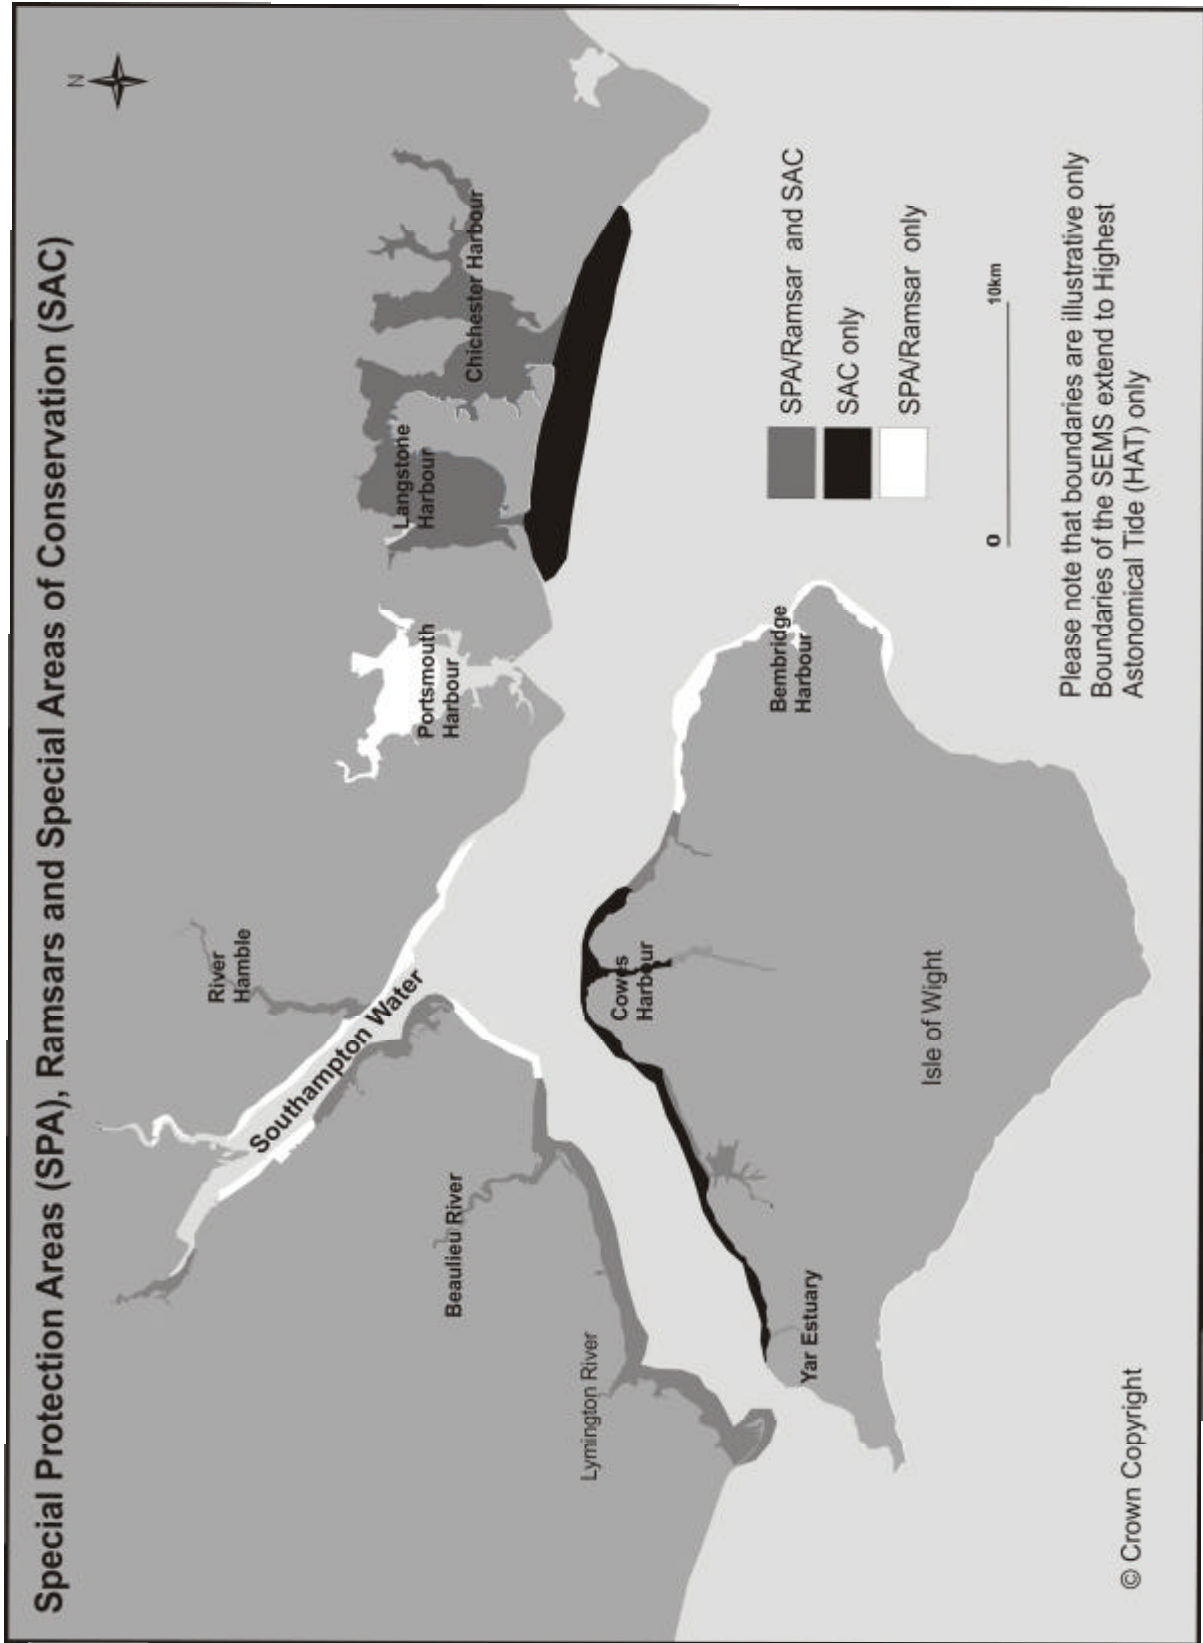 Special Protection Areas (SPA), Ramsars and Special Areas of Conservation (SAC)
N
River
Hamble
Southampton Water
Portsmouth
Harbour
Langstone
Harbour
Chichester Harbour
Beaulieu River
Lymington River
Cowes
Harbour
Yar Estuary
Bembridge
Harbour
Isle of Wight
SPA/Ramsar and SAC
SAC only
SPA/Ramsar only
0
10km
Please note that boundaries are illustrative only
Boundaries of the SEMS extend to Highest
Astonomical Tide (HAT) only
© Crown Copyright